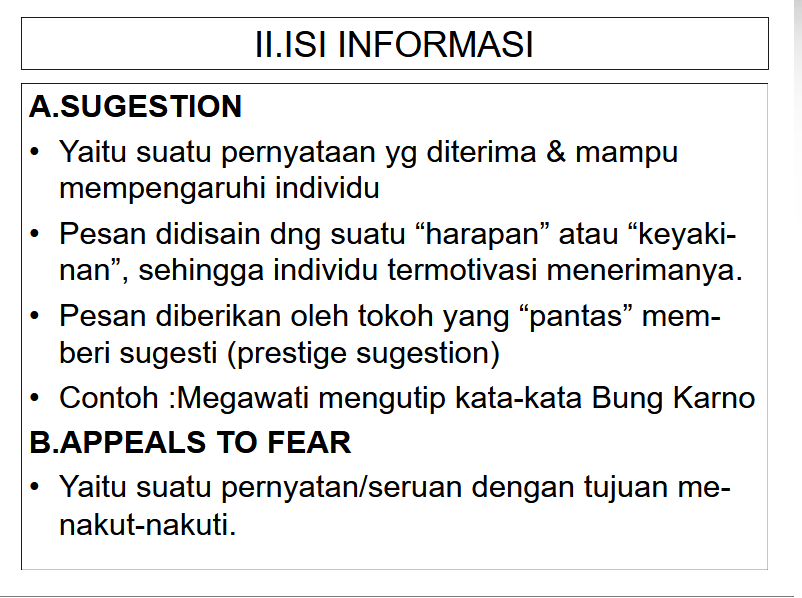 II.ISI INFORMASI
A.SUGESTION
• Yaitu suatu pernyataan yg diterima & mampu
mempengaruhi individu
• Pesan didisain dng suatu “harapan” atau “keyaki-
nan”, sehingga individu termotivasi menerimanya.
• Pesan diberikan oleh tokoh yang “pantas” mem-
beri sugesti (prestige sugestion)
• Contoh :Megawati mengutip kata-kata Bung Karno
B.APPEALS TO FEAR
• Yaitu suatu pernyatan/seruan dengan tujuan me-
nakut-nakuti.